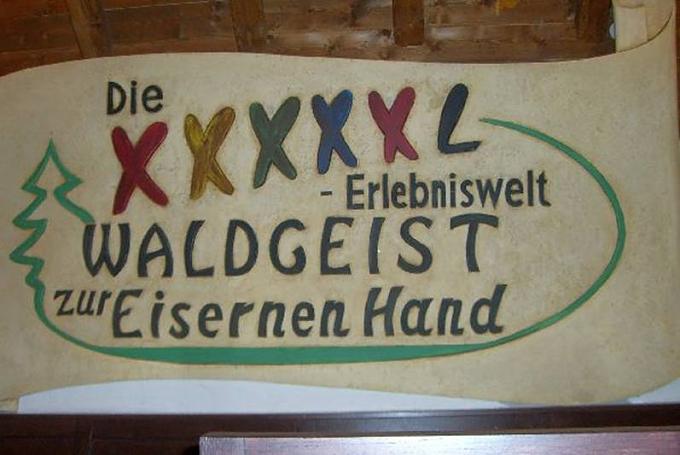 Die
XXXXXL
-Erlebniswelt
WALDGEIST
zur Eisernen Hand